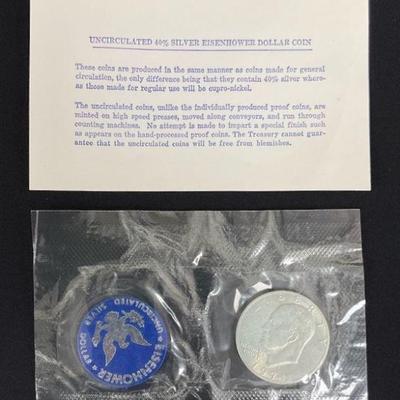 UNCIRCULATED 40% SILVER EISENHOWER DOLLAR COIN
These coins are produced in the same manner as coins made for general
circulation, the only difference being that they contain 40% silver where-
as those made for regular use will be cupro-nickel.
The uncirculated coins, unlike the individually produced proof coins, are
minted on high speed presses, moved along conveyors, and run through
counting machines. No attempt is made to impart a special finish such
as appears on the hand-processed proof coins. The Treasury cannot guar-
antee that the uncirculated coins will be free from blemishes.
EISENHOWER
UNCIRCULATED SILVER DOLLAR